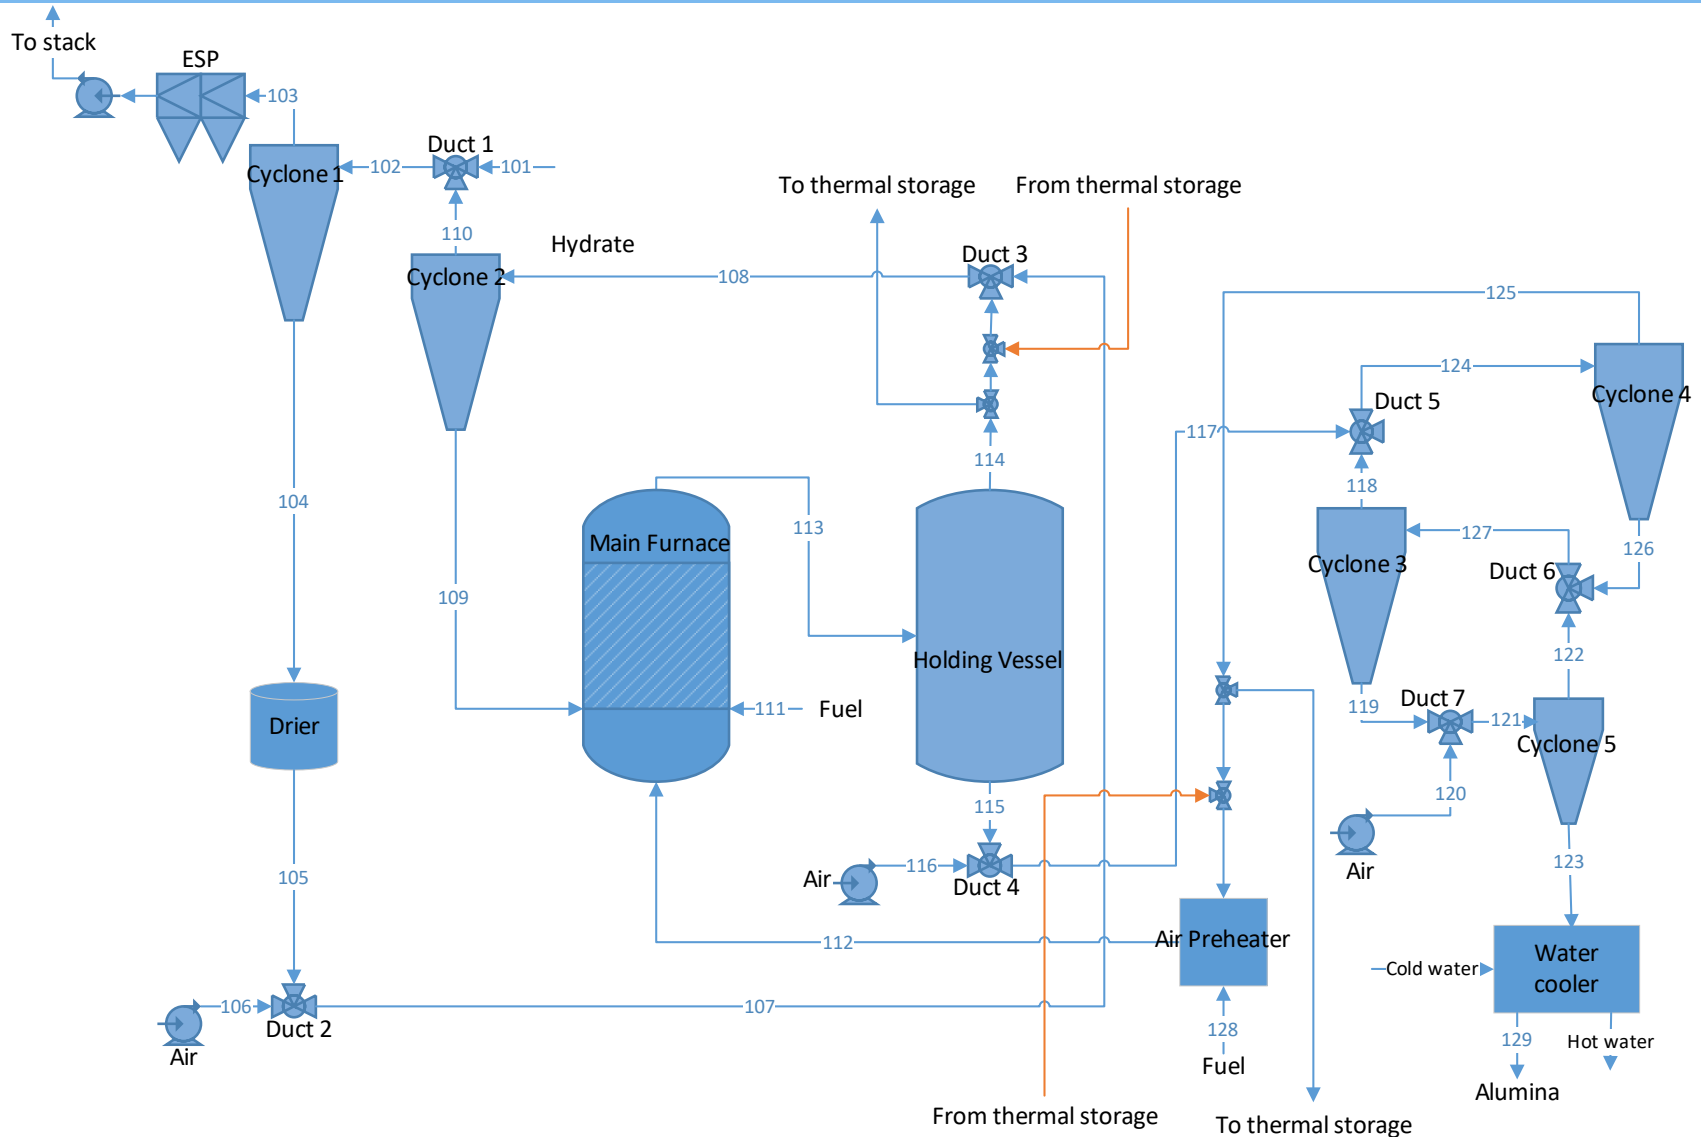 To stack
ESP
103
Duct 1
Cyclone 1
102
101
To thermal storage
From thermal storage
110
Hydrate
Duct 3
Cyclone 2
108
125
124
Cyclone 4
Duct 5
117
114
118
104
113
127
126
Main Furnace
Cyclone 3
Duct 6
109
Holding Vessel
122
119
Duct 7
111
Fuel
121
Drier
Cyclone 5
115
120
116
Air
Duct 4
Air
123
105
112
Air Preheater
Water
cooler
Cold water
106
107
Duct 2
Air
128
129
Hot water
Fuel
Alumina
From thermal storage
To thermal storage